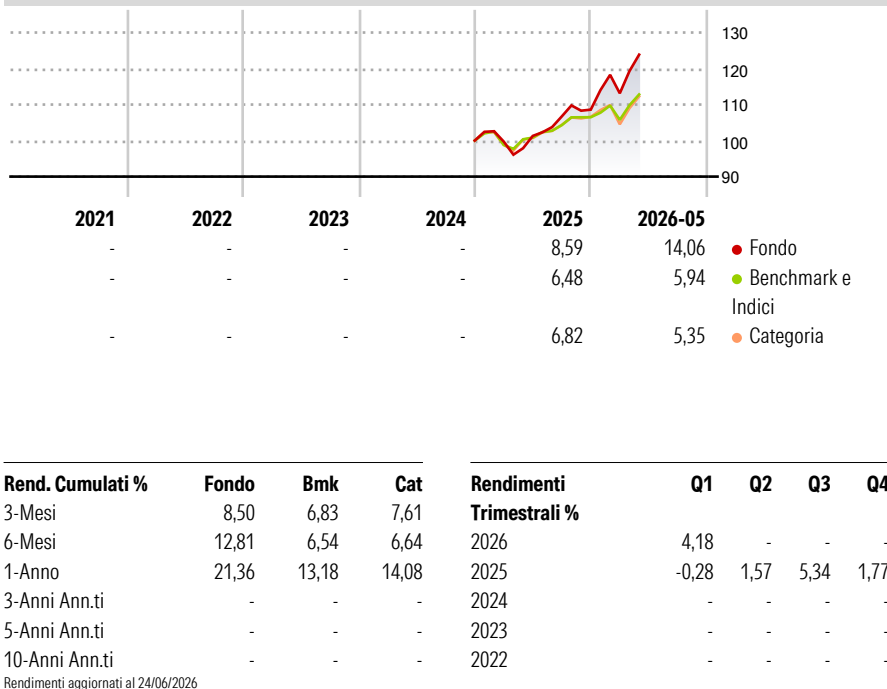 130
120
110
100
90
2021 2022 2023 2024 2025 2026-05
- - - - 8,59 14,06 Fondo
- - - - 6,48 5,94 Benchmark e
Indici
- - - - 6,82 5,35 Categoria
Rend. Cumulati % Fondo Bmk Cat
3-Mesi 8,50 6,83 7,61
6-Mesi 12,81 6,54 6,64
1-Anno 21,36 13,18 14,08
3-Anni Ann.ti - - -
5-Anni Ann.ti - - -
10-Anni Ann.ti - - -
Rendimenti aggiornati al 24/06/2026
Rendimenti Q1 Q2 Q3 Q4
Trimestrali %
2026 4,18 - - -
2025 -0,28 1,57 5,34 1,77
2024 - - - -
2023 - - - -
2022 - - - -